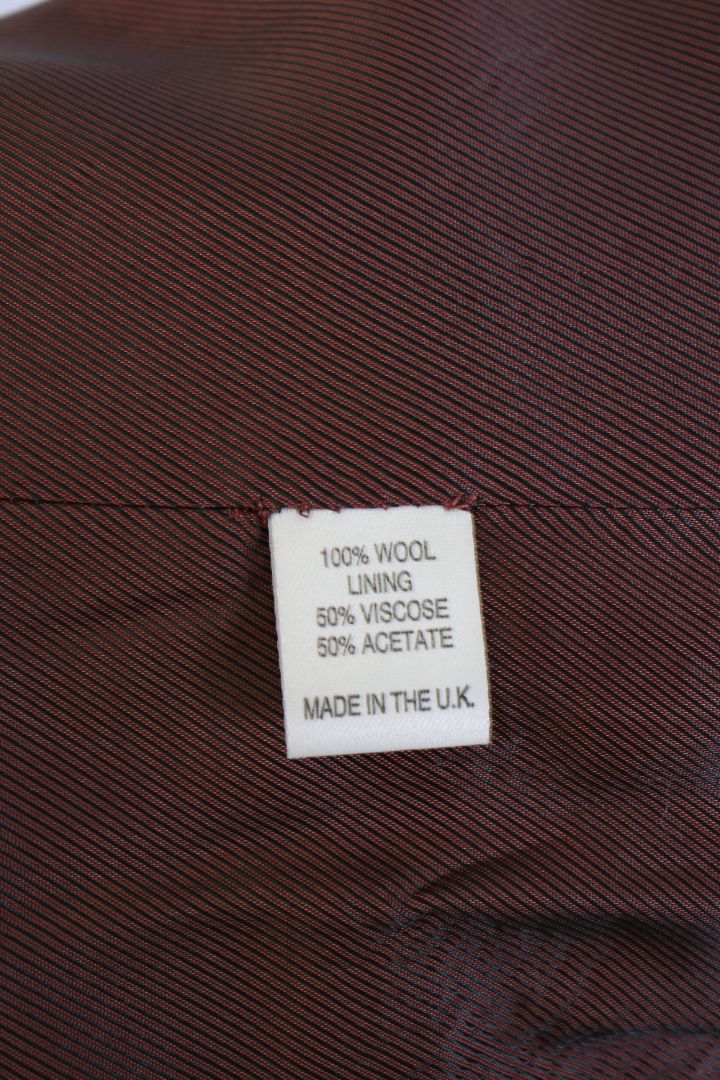 100% WOOL
LINING
50% VISCOSE
50% ACETATE
MADE IN THE U.K.